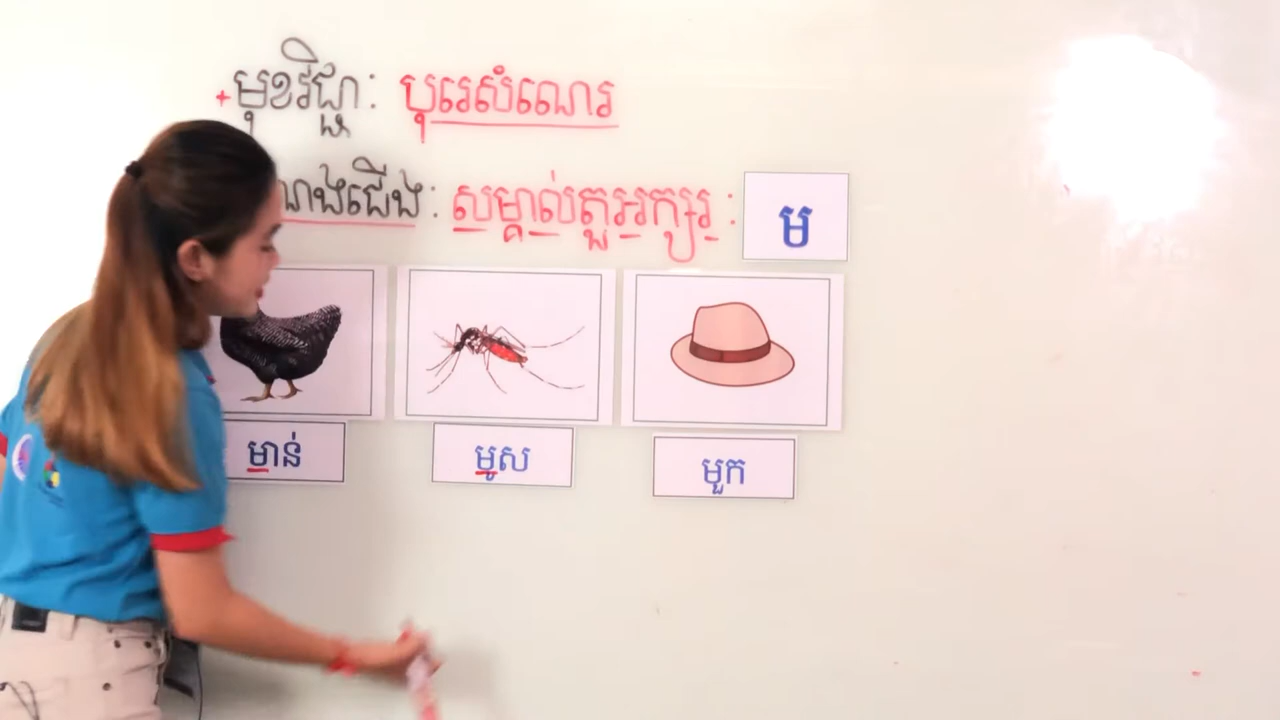 +មុខវិជ្ជា: បុរេសំណេរ
ណងជើង: សម្គាល់តួអក្សរ: ម
មាន់ មូស មួក